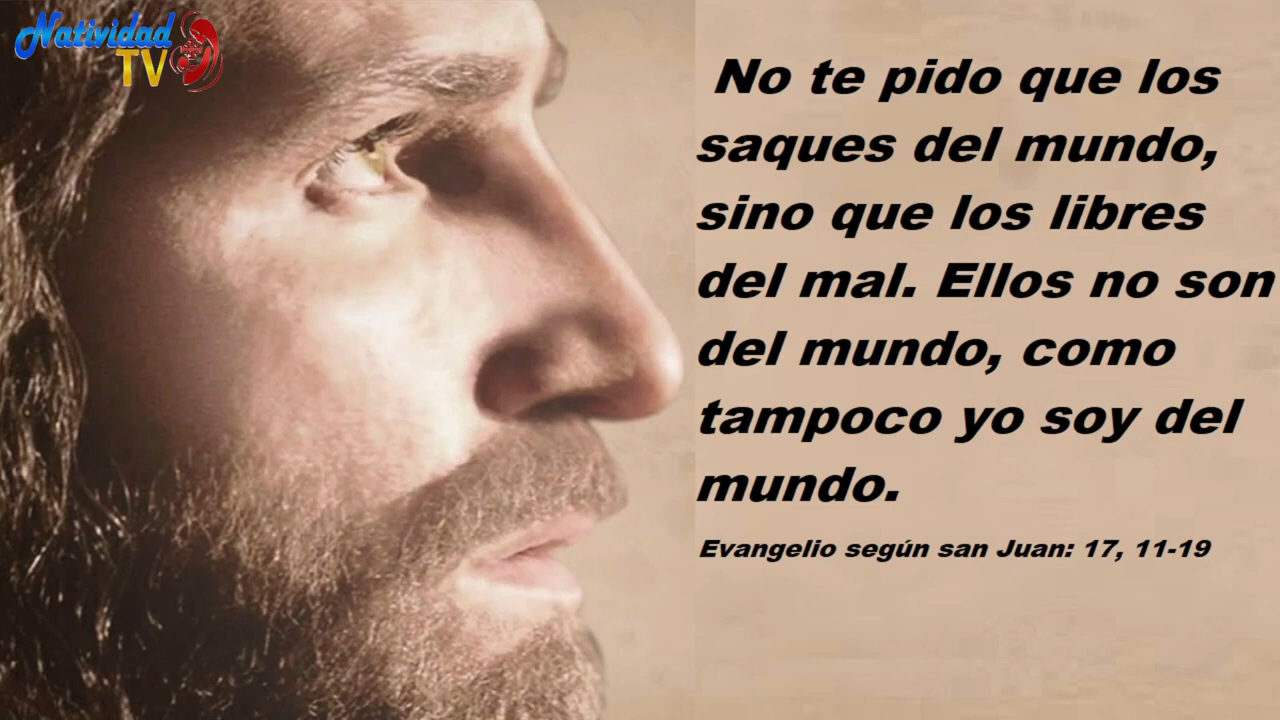 Natividad
TV
No te pido que los
saques del mundo,
sino que los libres
del mal. Ellos no son
del mundo, como
tampoco yo soy del
mundo.
Evangelio según san Juan: 17, 11-19